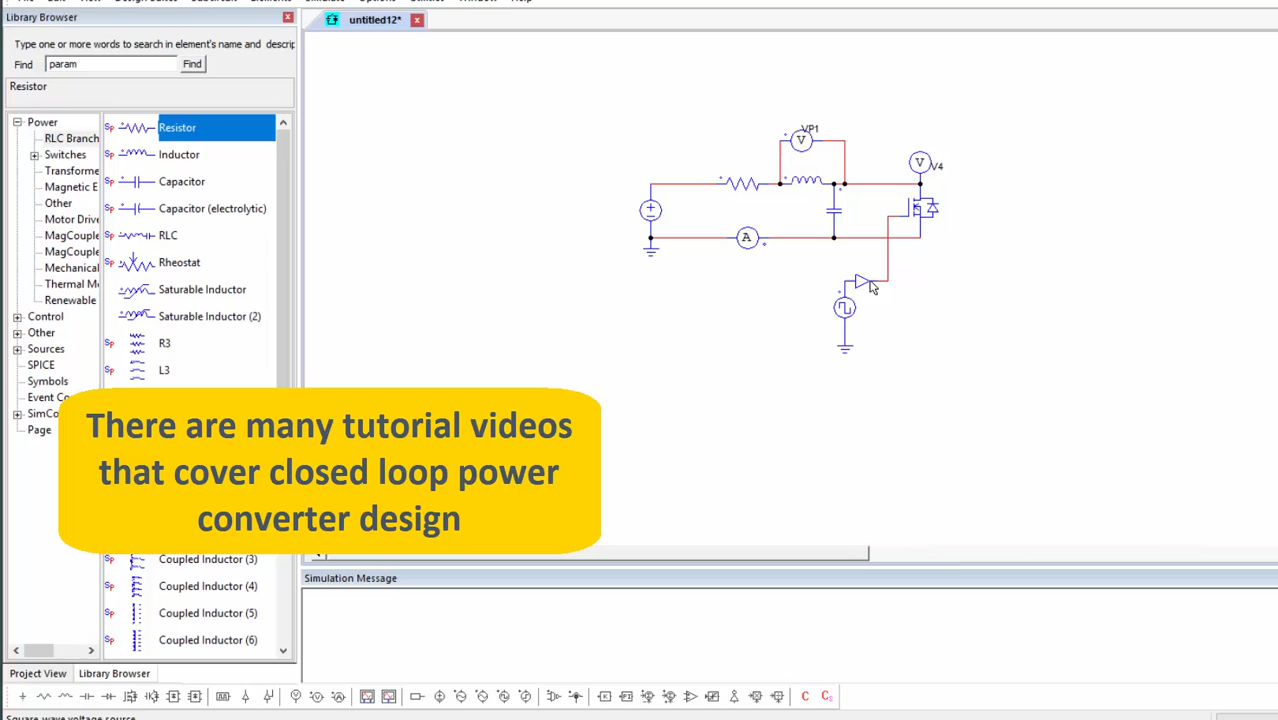 Library Browser
untitled12*
Type one or more words to search in element's name and descrip
Find param Find
Resistor
Power
RLC Branch
Switches
Transforme
Magnetic E
Other
Motor Drive
MagCouple
MagCouple
Mechanical
Thermal M
Renewable
Control
Other
Sources
SPICE
Symbols
Event Co
SimCo
Page
Resistor
Inductor
Capacitor
Capacitor (electrolytic)
RLC
Rheostat
Saturable Inductor
Saturable Inductor (2)
R3
L3
Coupled Inductor (3)
Coupled Inductor (4)
Coupled Inductor (5)
Coupled Inductor (6)
VP1
V
V
V4
A
There are many tutorial videos
that cover closed loop power
converter design
Simulation Message
Project View
Library Browser
Square wave voltage source